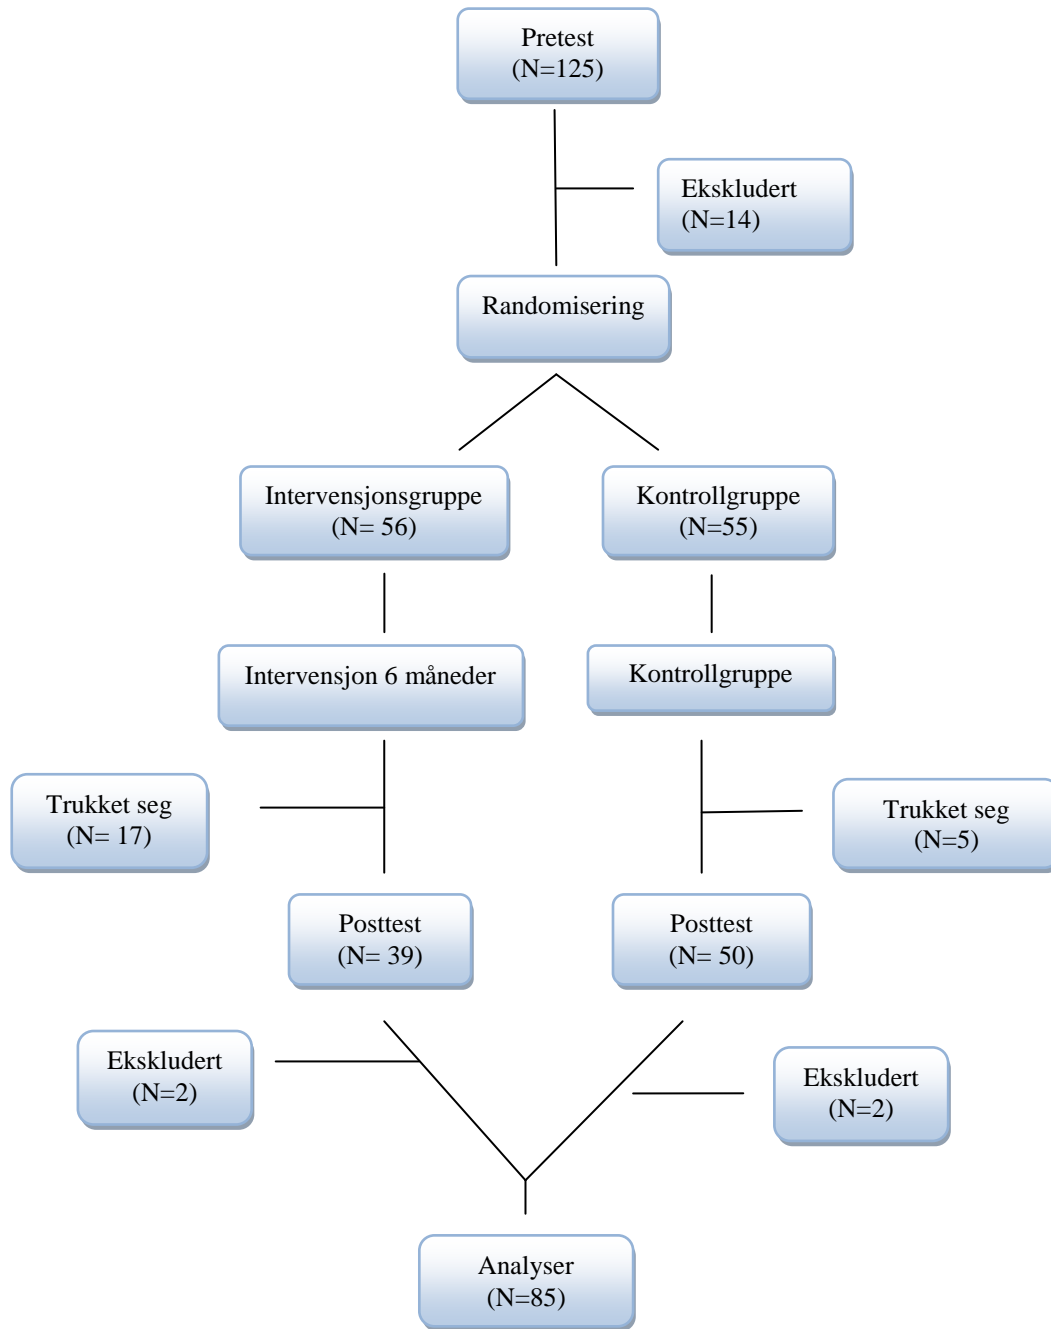 Pretest
(N=125)
Ekskludert
(N=14)
Randomisering
Intervensjonsgruppe
(N= 56)
Kontrollgruppe
(N=55)
Intervensjon 6 måneder
Kontrollgruppe
Trukket seg
(N= 17)
Trukket seg
(N=5)
Posttest
(N= 39)
Posttest
(N= 50)
Ekskludert
(N=2)
Ekskludert
(N=2)
Analyser
(N=85)